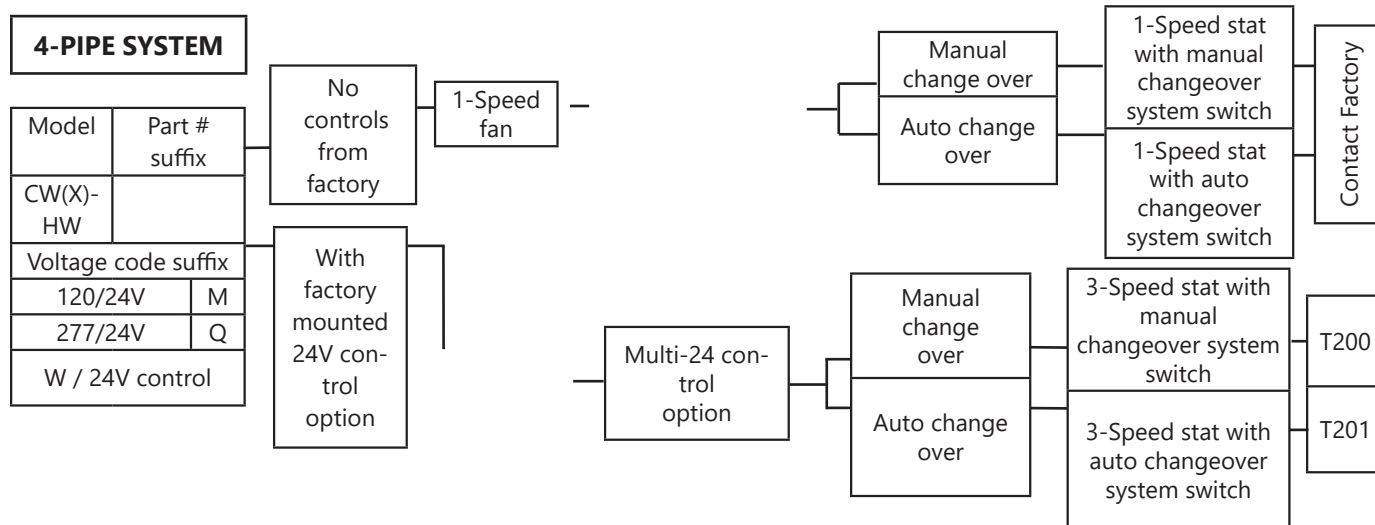 4-PIPE SYSTEM
Model
Part #
suffix
CW(X)-
HW
Voltage code suffix
120/24V
M
277/24V
Q
W / 24V control
No
controls
from
factory
1-Speed
fan
With
factory
mounted
24V con-
trol
option
Manual
change over
Auto change
over
1-Speed stat
with manual
changeover
system switch
1-Speed stat
with auto
changeover
system switch
Contact Factory
Multi-24 con-
trol
option
Manual
change
over
Auto change
over
3-Speed stat with
manual
changeover system
switch
3-Speed stat with
auto changeover
system switch
T200
T201